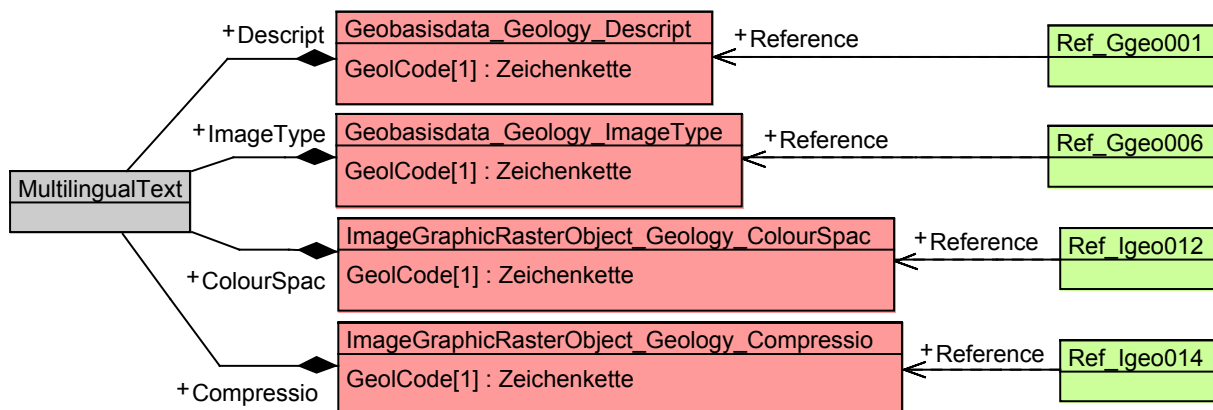 +Descript
Geobasisdata_Geology_Descript
GeolCode[1] : Zeichenkette
+Reference
Ref_Ggeo001
+ImageType
Geobasisdata_Geology_ImageType
GeolCode[1] : Zeichenkette
+Reference
Ref_Ggeo006
MultilingualText
ImageGraphicRasterObject_Geology_ColourSpac
GeolCode[1] : Zeichenkette
+ColourSpac
+Reference
Ref_Igeo012
ImageGraphicRasterObject_Geology_Compressio
GeolCode[1] : Zeichenkette
+Compressio
+Reference
Ref_Igeo014